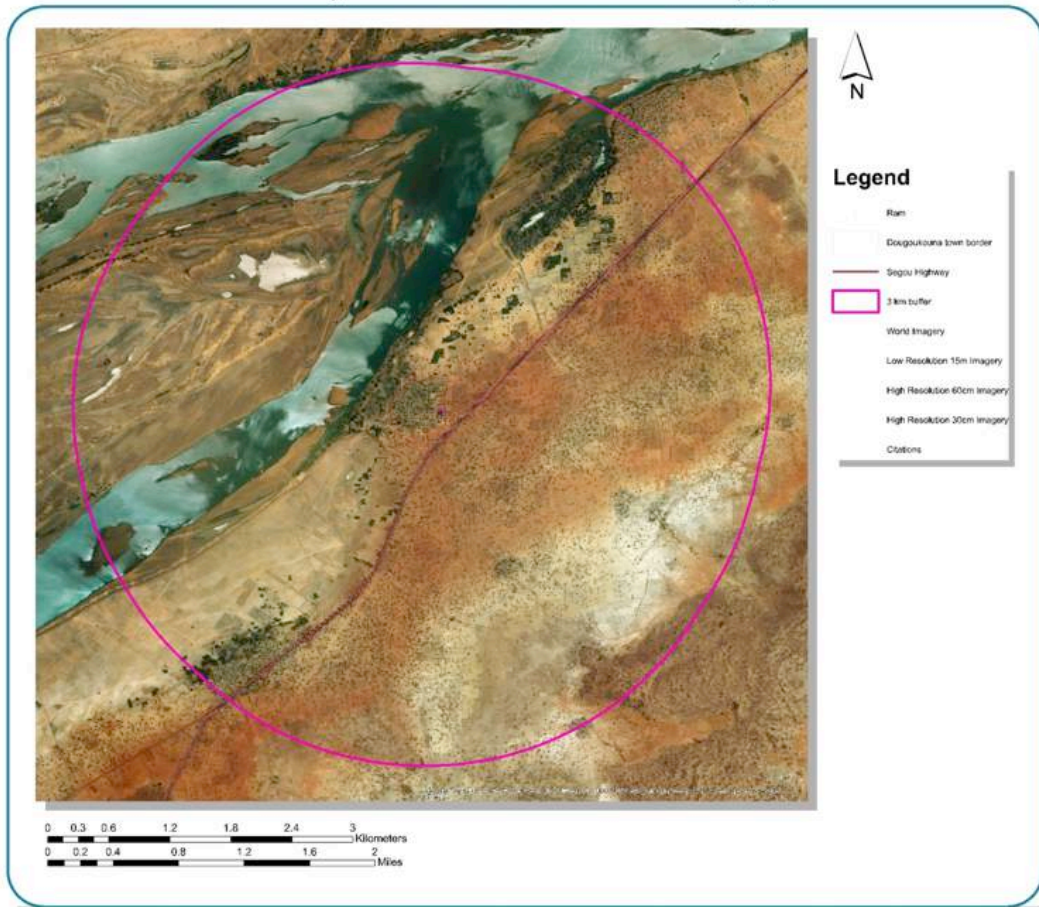 N
Legend
Ram
Dougoukouna town border
Segou Highway
3 km buffer
World Imagery
Low Resolution 15m Imagery
High Resolution 60cm Imagery
High Resolution 30cm Imagery
Citations
0 0.3 0.6 1.2 1.8 2.4 3
Kilometers
0 0.2 0.4 0.8 1.2 1.6 2
Miles